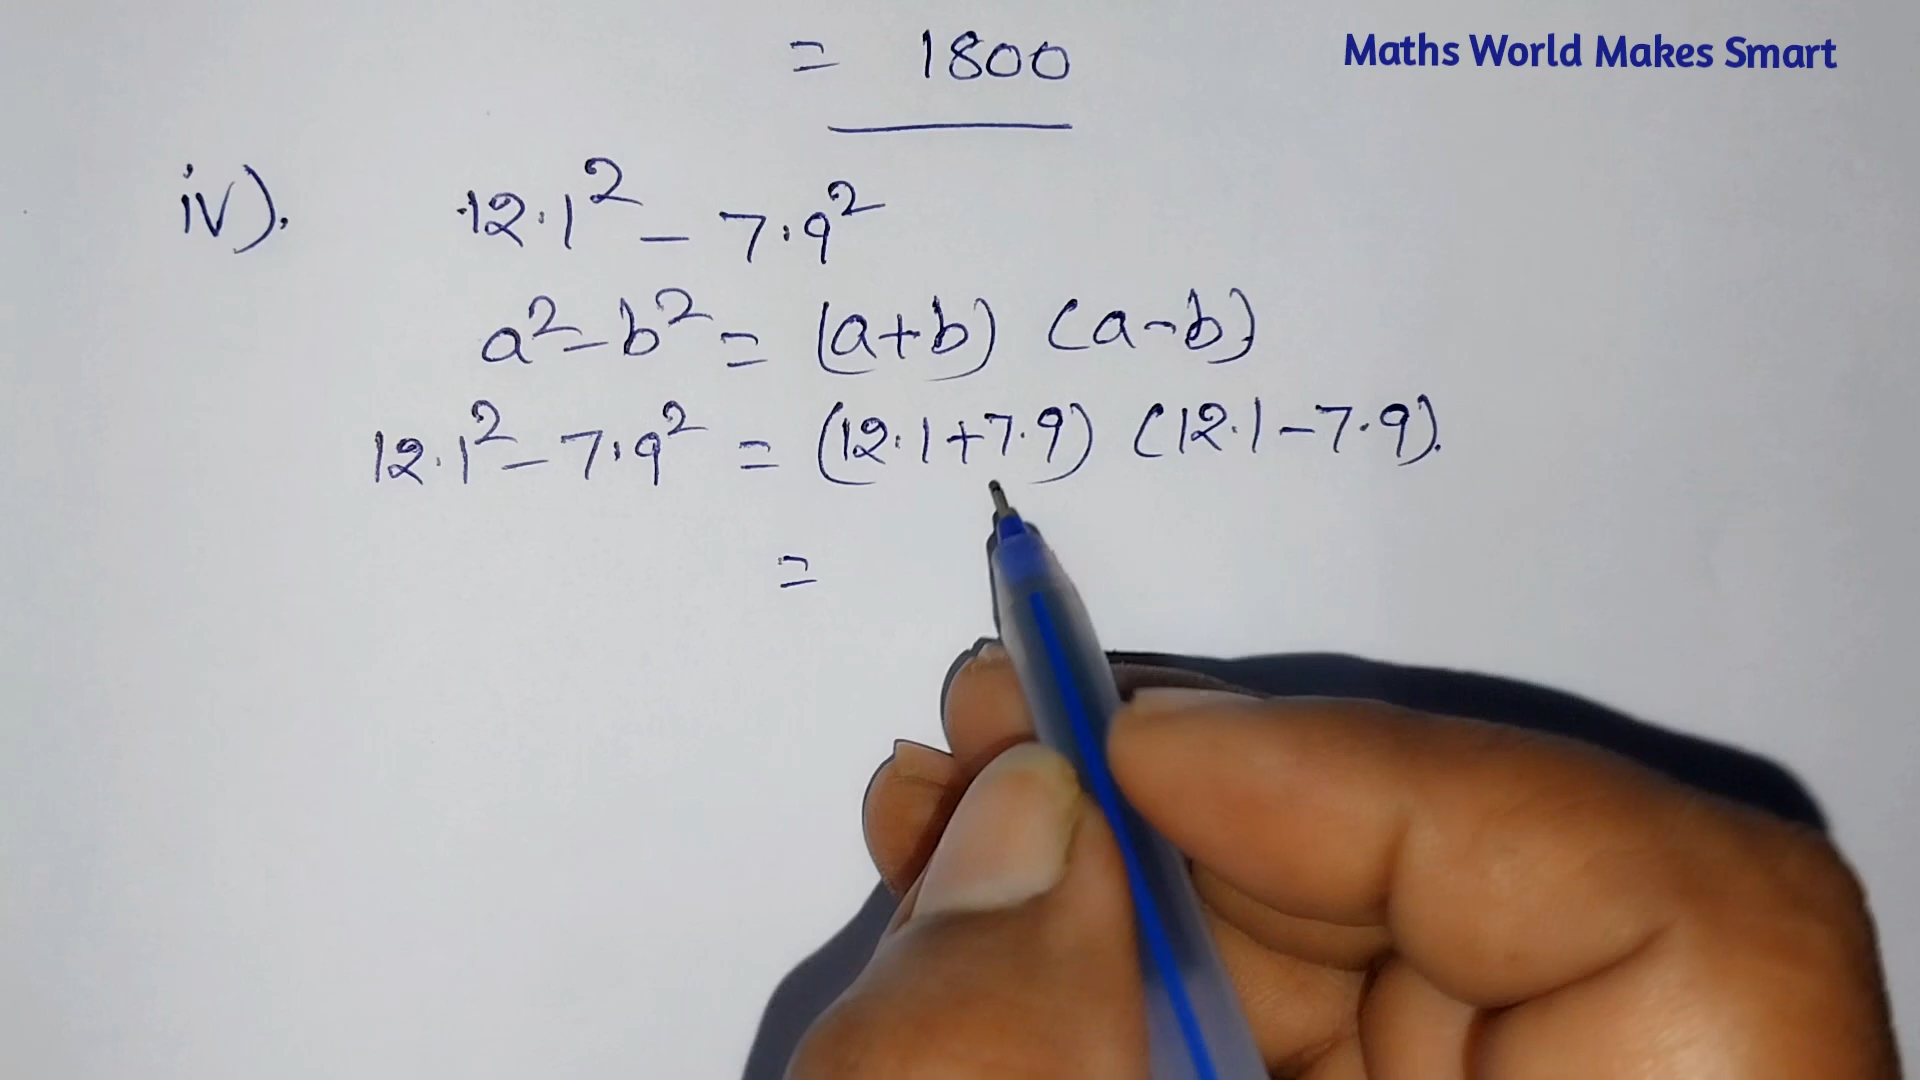 = 1800
Maths World Makes Smart
iv). 12.1² - 7.9²
a² - b² = (a+b) (a-b)
12.1² - 7.9² = (12.1+7.9) (12.1-7.9).
=